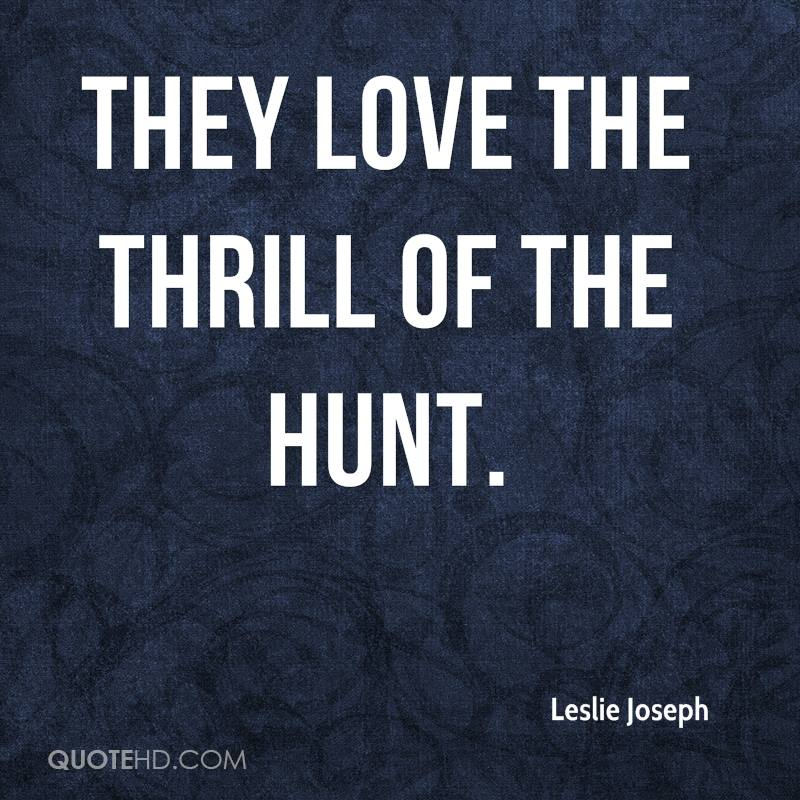 THEY LOVE THE
THRILL OF THE
HUNT.
Leslie Joseph
QUOTEHD.COM